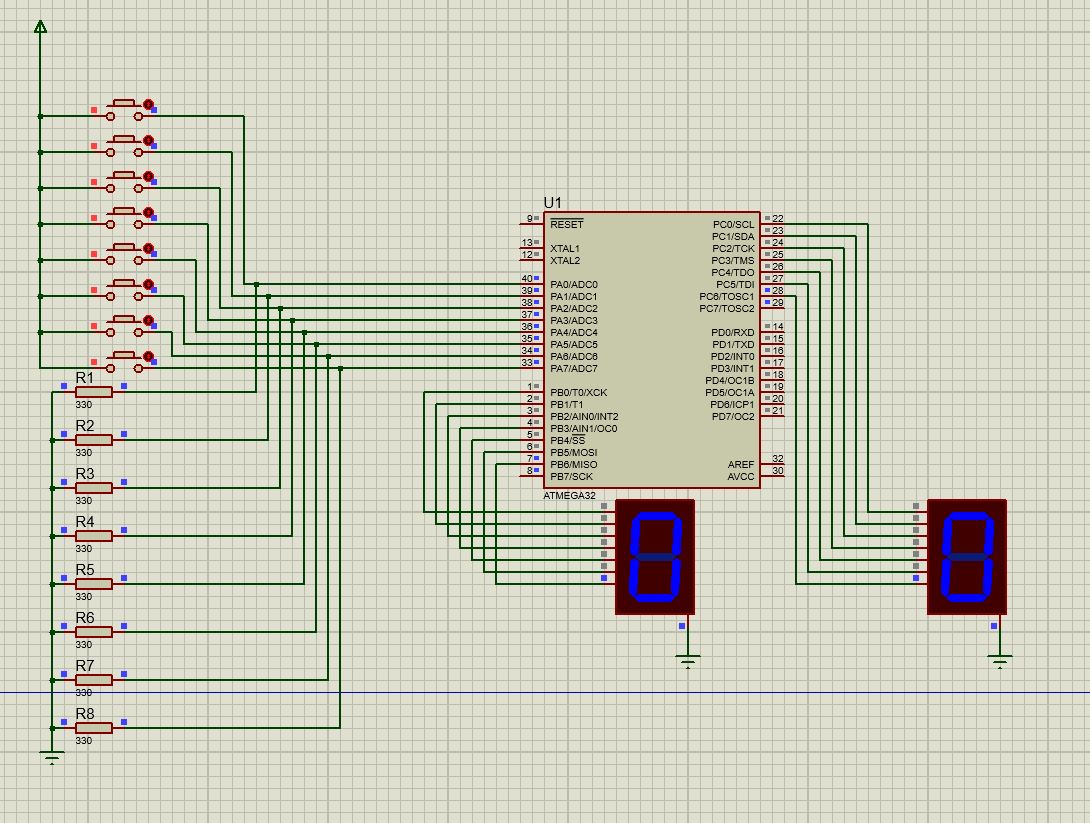 U1
9 RESET
13 XTAL1
12 XTAL2
40 PA0/ADC0
39 PA1/ADC1
38 PA2/ADC2
37 PA3/ADC3
36 PA4/ADC4
35 PA5/ADC5
34 PA6/ADC6
33 PA7/ADC7
1 PB0/T0/XCK
2 PB1/T1
3 PB2/AIN0/INT2
4 PB3/AIN1/OC0
5 PB4/SS
6 PB5/MOSI
7 PB6/MISO
8 PB7/SCK
PC0/SCL 22
PC1/SDA 23
PC2/TCK 24
PC3/TMS 25
PC4/TDO 26
PC5/TDI 27
PC6/TOSC1 28
PC7/TOSC2 29
PD0/RXD 14
PD1/TXD 15
PD2/INT0 16
PD3/INT1 17
PD4/OC1B 18
PD5/OC1A 19
PD6/ICP1 20
PD7/OC2 21
AREF 32
AVCC 30
ATMEGA32
R1
330
R2
330
R3
330
R4
330
R5
330
R6
330
R7
330
R8
330
0
0